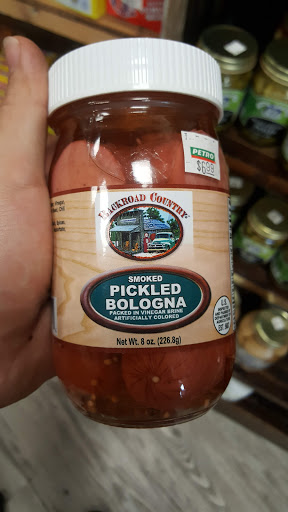 PETRO
$6.99
BACKROAD COUNTRY
SMOKED
PICKLED
BOLOGNA
PACKED IN VINEGAR BRINE
ARTIFICIALLY COLORED
Net Wt. 8 oz. (226.8g)